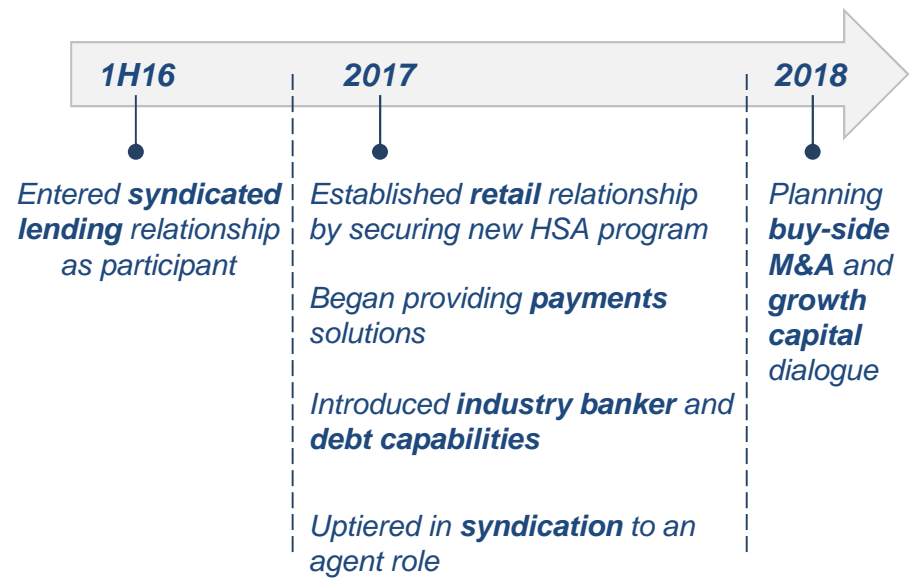 1H16
2017
2018
Entered syndicated
lending relationship
as participant
Established retail relationship
by securing new HSA program
Began providing payments
solutions
Introduced industry banker and
debt capabilities
Uptiered in syndication to an
agent role
Planning
buy-side
M&A and
growth
capital
dialogue